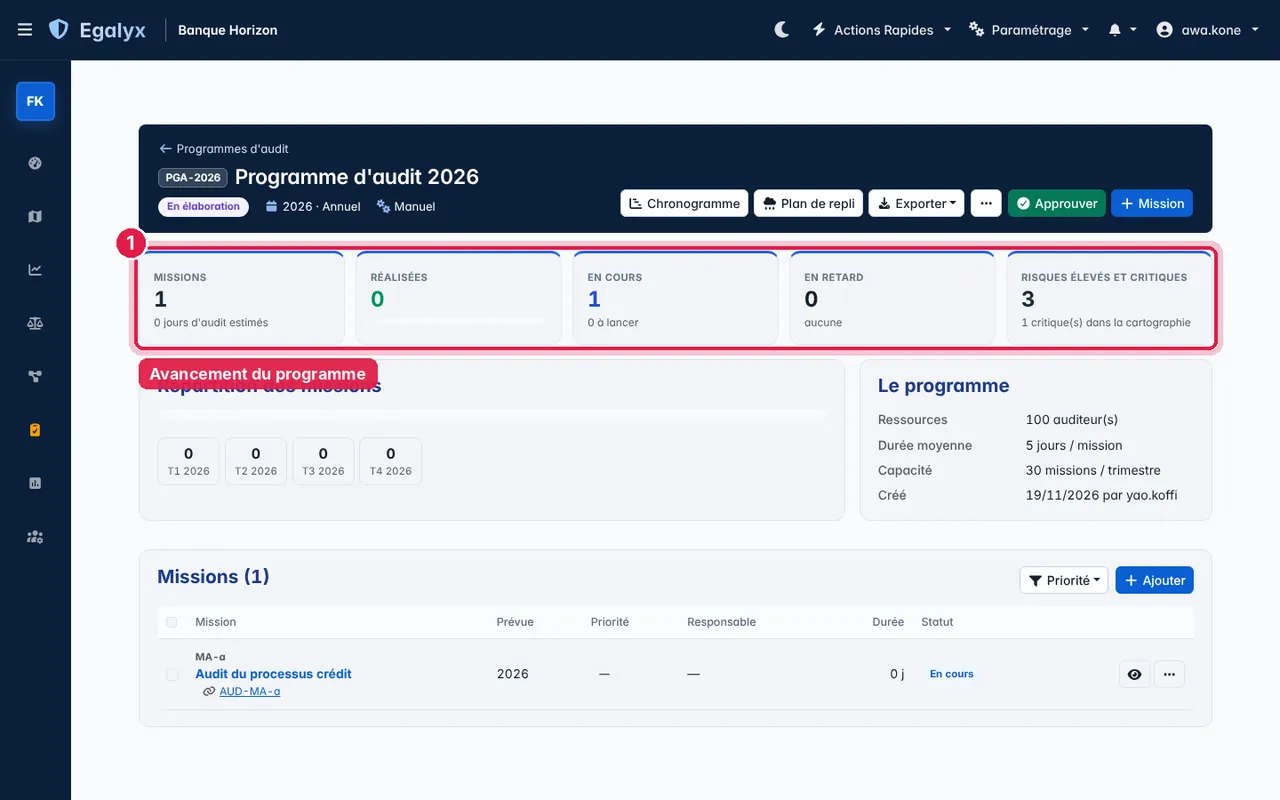 Egalyx
Banque Horizon
Actions Rapides
Paramétrage
awa.kone
FK
Programmes d'audit
PGA-2026
Programme d'audit 2026
En élaboration
2026 · Annuel
Manuel
Chronogramme
Plan de repli
Exporter
Approuver
Mission
1
MISSIONS
1
0 jours d'audit estimés
RÉALISÉES
0
EN COURS
1
0 à lancer
EN RETARD
0
aucune
RISQUES ÉLEVÉS ET CRITIQUES
3
1 critique(s) dans la cartographie
Avancement du programme
Répartition des missions
0
T1 2026
0
T2 2026
0
T3 2026
0
T4 2026
Le programme
Ressources 100 auditeur(s)
Durée moyenne 5 jours / mission
Capacité 30 missions / trimestre
Créé 19/11/2026 par yao.koffi
Missions (1)
Priorité
Ajouter
Mission Prévue Priorité Responsable Durée Statut
MA-a
Audit du processus crédit 2026 — — 0 j En cours
AUD-MA-a